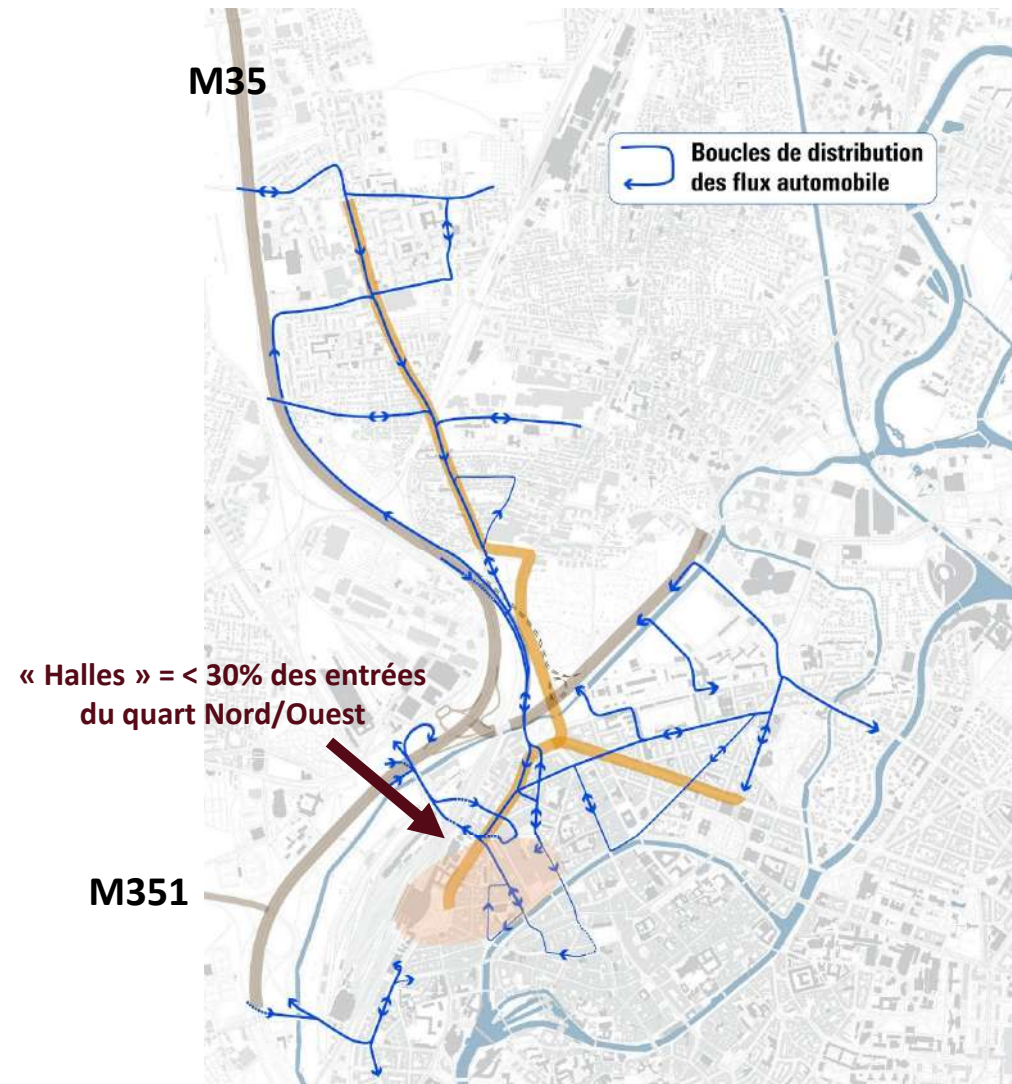 M35
Boucles de distribution
des flux automobile
« Halles » = < 30% des entrées
du quart Nord/Ouest
M351